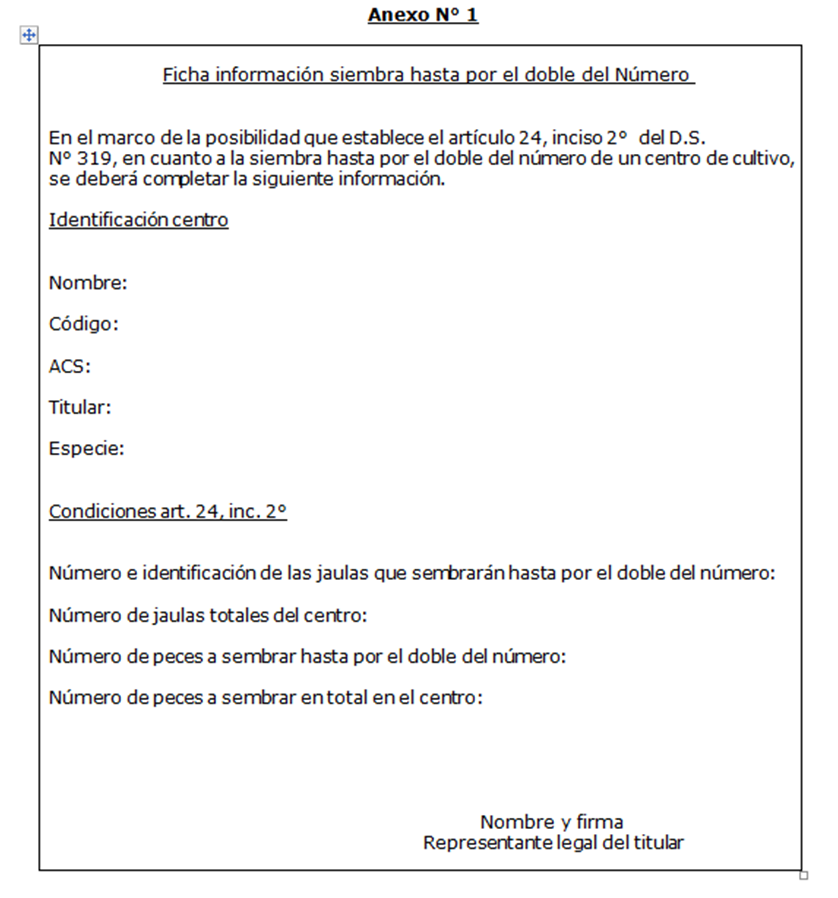 Anexo Nº 1
Ficha información siembra hasta por el doble del Número
En el marco de la posibilidad que establece el artículo 24, inciso 2º del D.S.
Nº 319, en cuanto a la siembra hasta por el doble del número de un centro de cultivo,
se deberá completar la siguiente información.
Identificación centro
Nombre:
Código:
ACS:
Titular:
Especie:
Condiciones art. 24, inc. 2º
Número e identificación de las jaulas que sembrarán hasta por el doble del número:
Número de jaulas totales del centro:
Número de peces a sembrar hasta por el doble del número:
Número de peces a sembrar en total en el centro:
Nombre y firma
Representante legal del titular